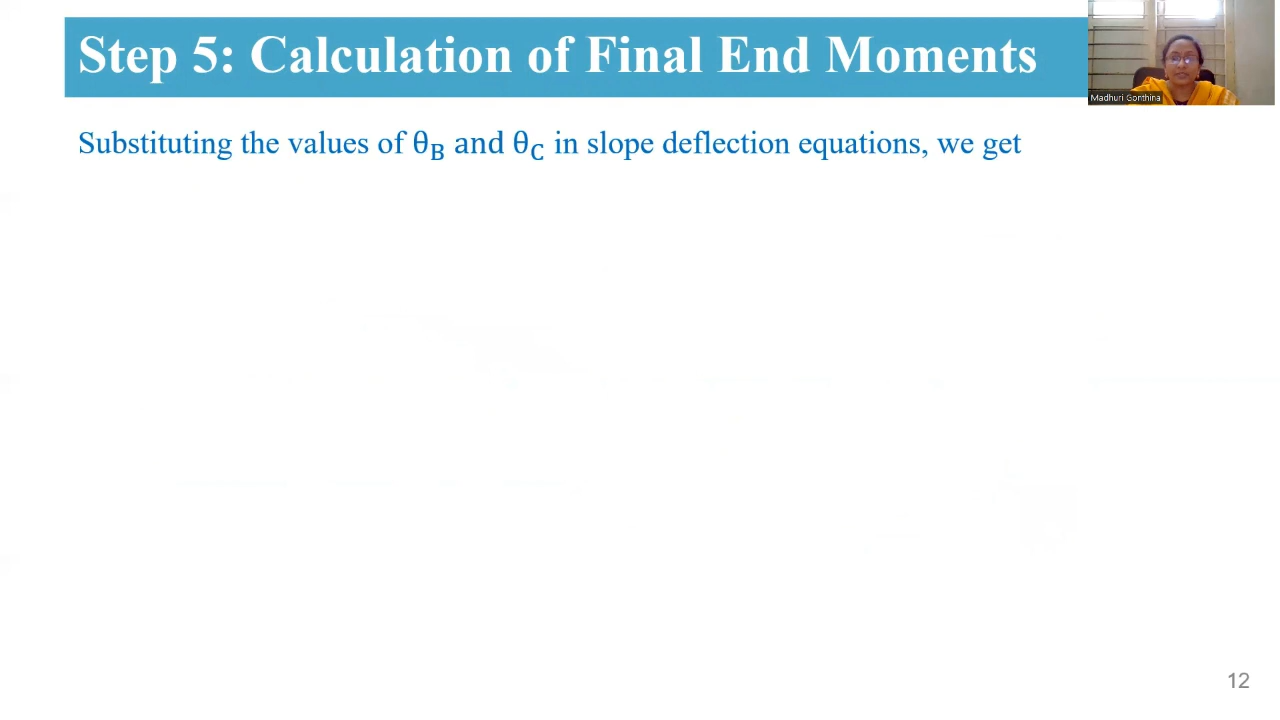 Step 5: Calculation of Final End Moments
Madhuri Gonthina
Substituting the values of θB and θC in slope deflection equations, we get
12